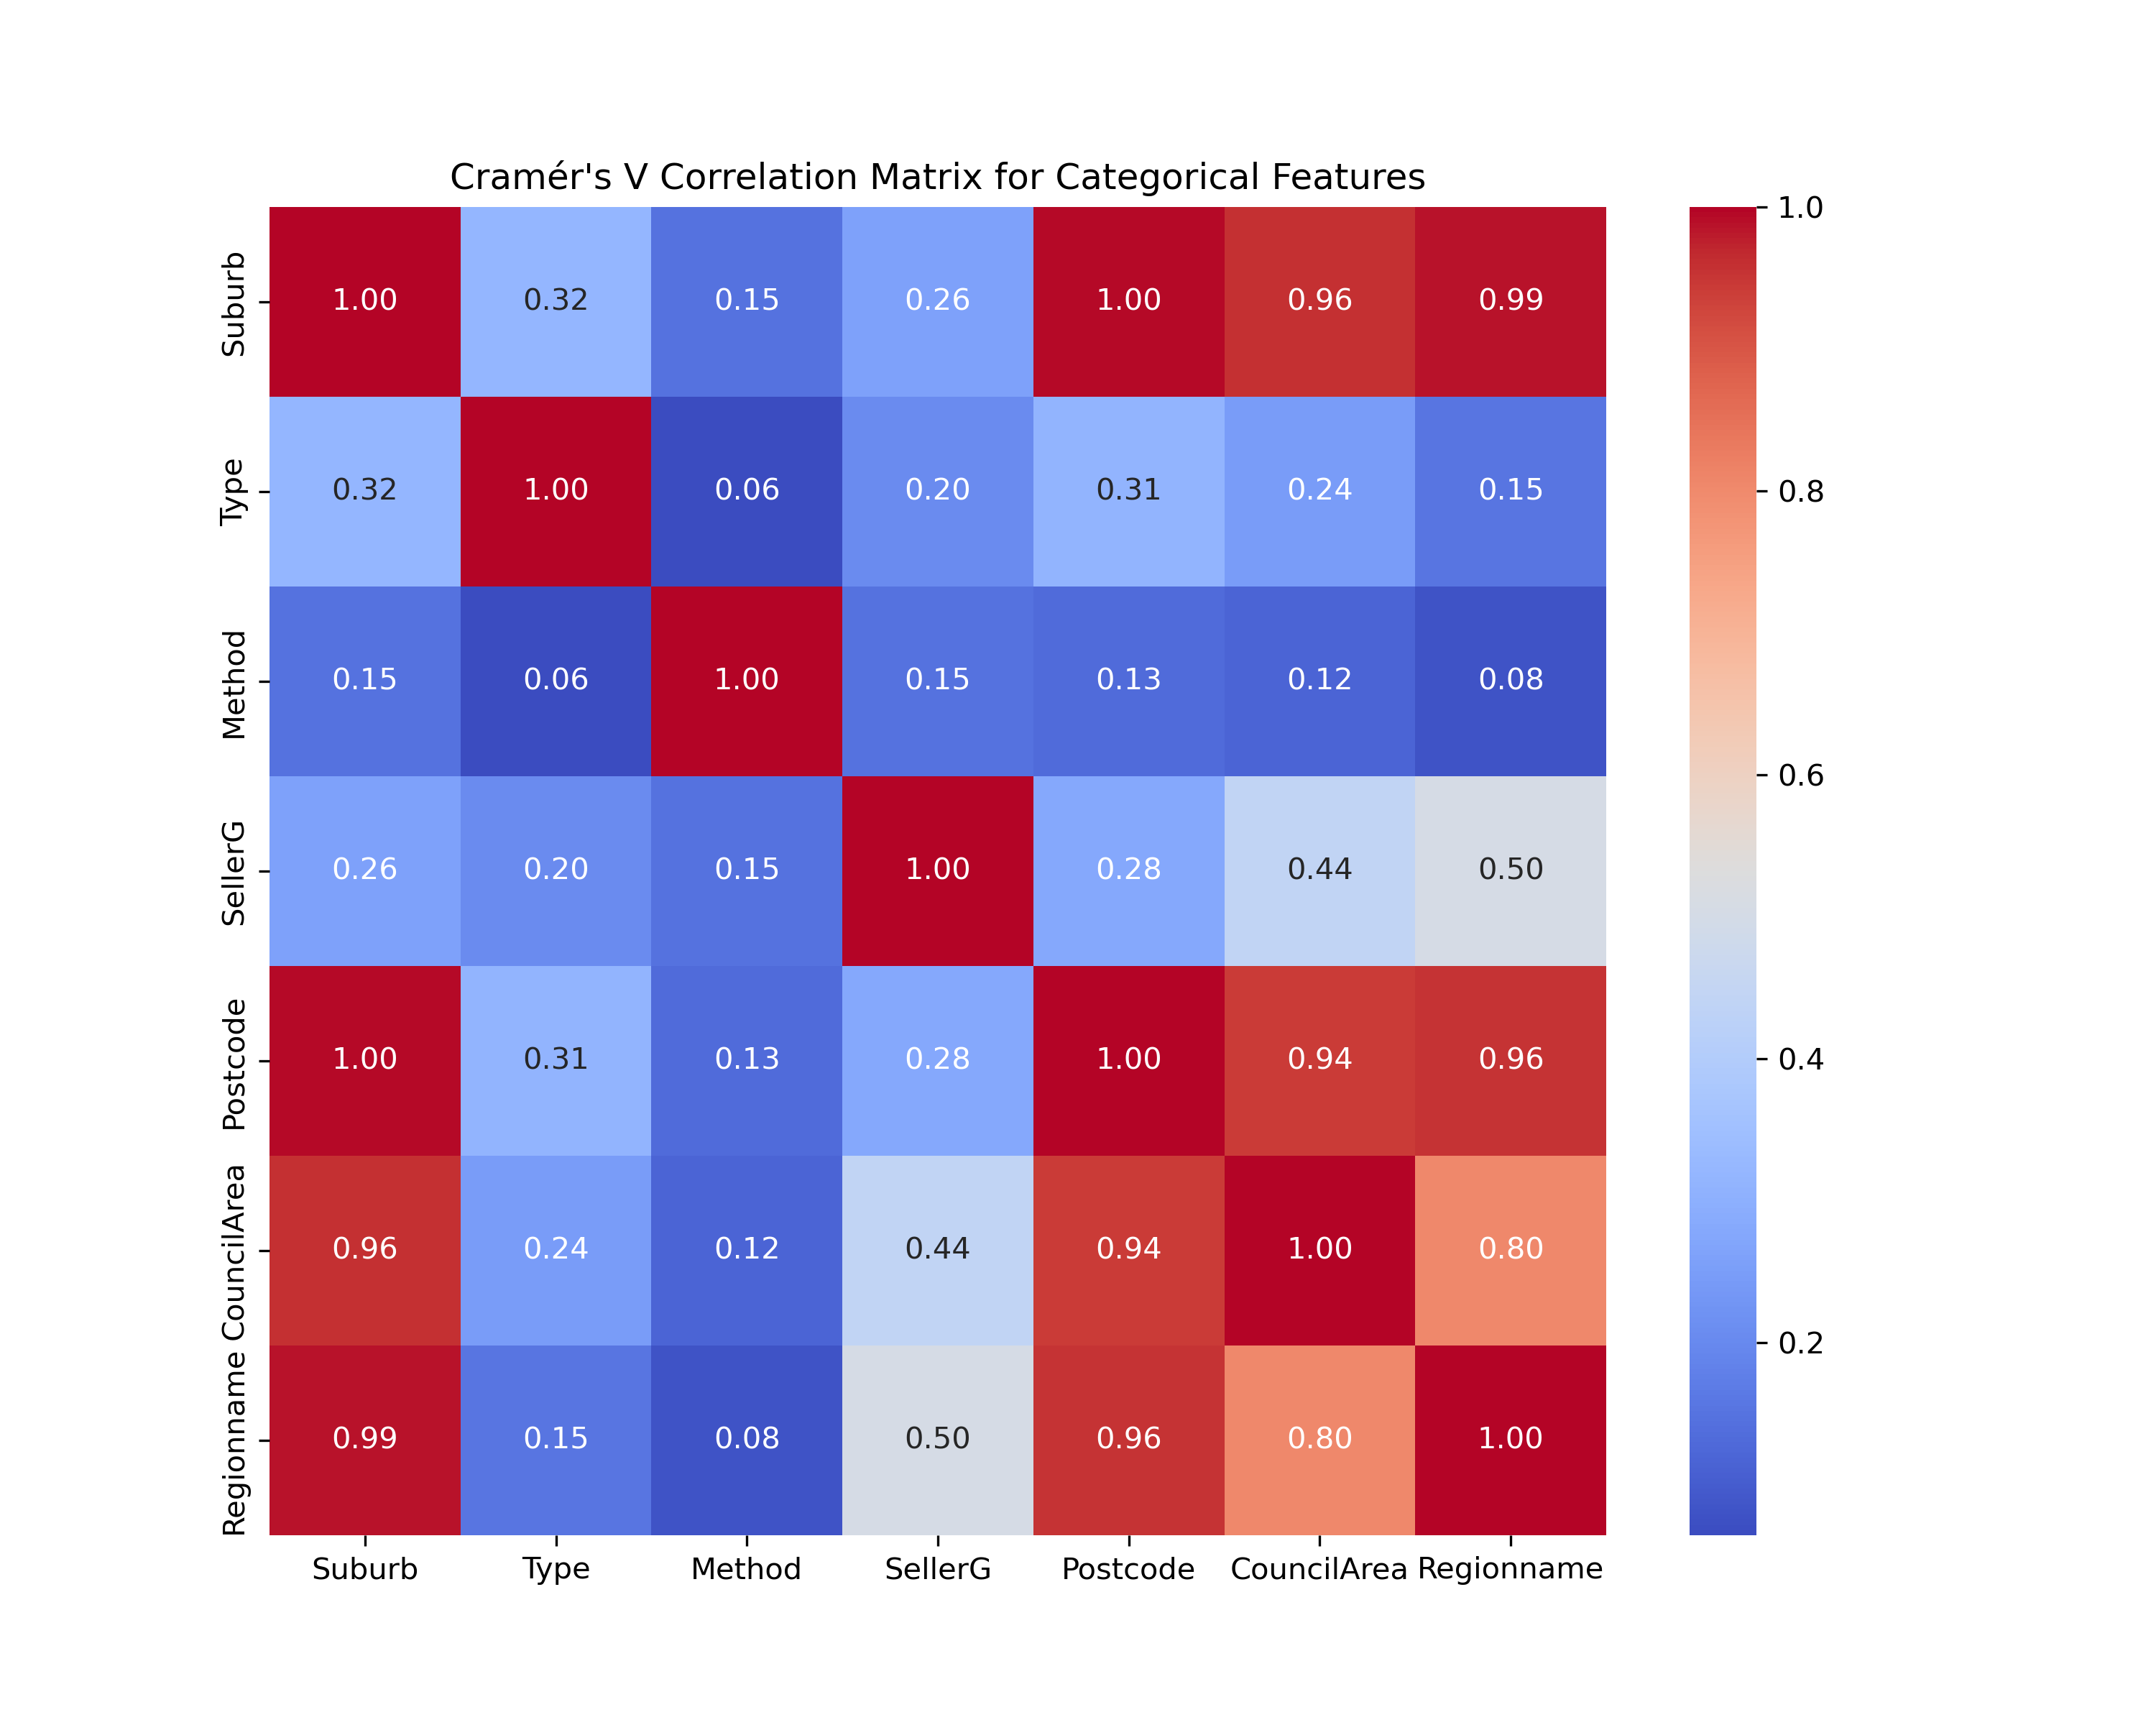 Cramér's V Correlation Matrix for Categorical Features
Suburb 1.00 0.32 0.15 0.26 1.00 0.96 0.99
Type 0.32 1.00 0.06 0.20 0.31 0.24 0.15
Method 0.15 0.06 1.00 0.15 0.13 0.12 0.08
SellerG 0.26 0.20 0.15 1.00 0.28 0.44 0.50
Postcode 1.00 0.31 0.13 0.28 1.00 0.94 0.96
CouncilArea 0.96 0.24 0.12 0.44 0.94 1.00 0.80
Regionname 0.99 0.15 0.08 0.50 0.96 0.80 1.00
Suburb Type Method SellerG Postcode CouncilArea Regionname
1.0
0.8
0.6
0.4
0.2